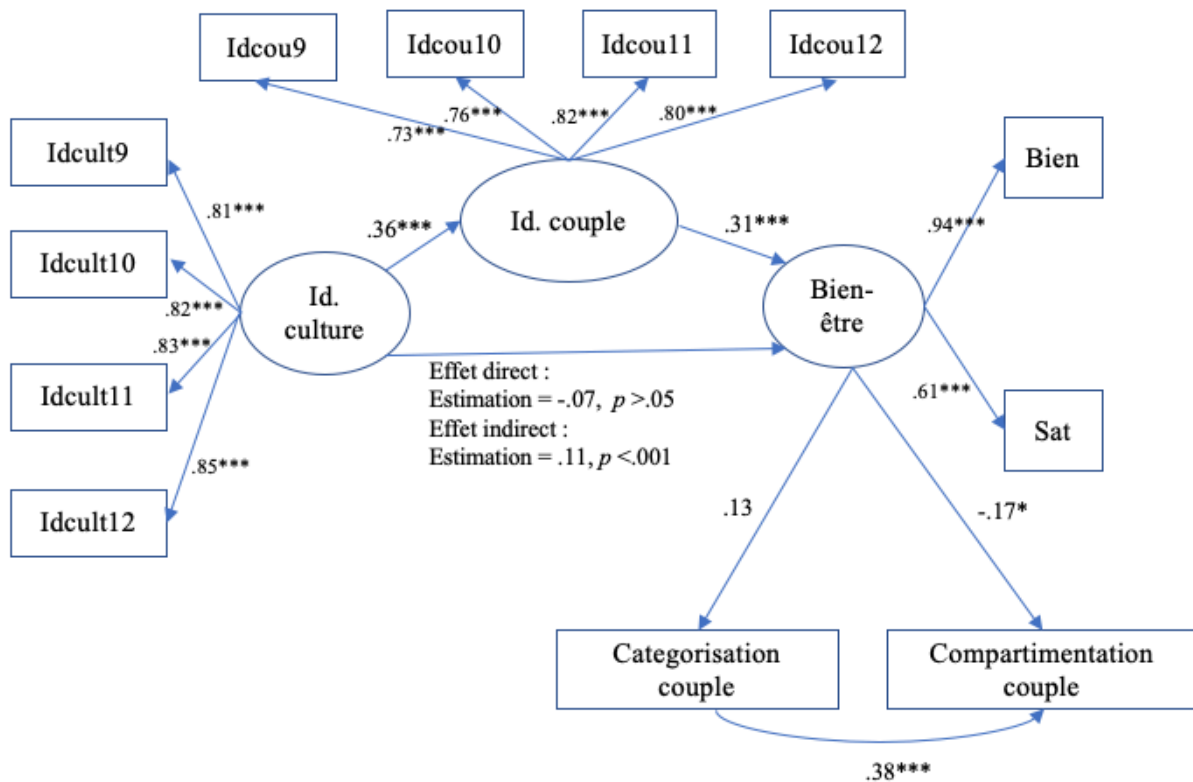 Idcou9
Idcou10
Idcou11
Idcou12
.73***
.76***
.82***
.80***
Idcult9
Idcult10
Idcult11
Idcult12
.81***
.82***
.83***
.85***
Id.
culture
.36***
Id. couple
.31***
Bien-
être
Bien
.94***
.61***
Sat
Effet direct :
Estimation = -.07, p >.05
Effet indirect :
Estimation = .11, p <.001
.13
-.17*
Categorisation
couple
Compartimentation
couple
.38***